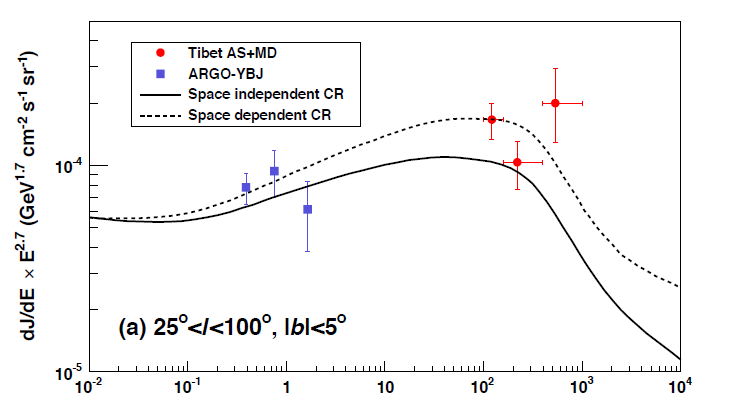 dJ/dE × E^2.7 (GeV^1.7 cm^-2 s^-1 sr^-1)
Tibet AS+MD
ARGO-YBJ
Space independent CR
Space dependent CR
10^-4
(a) 25°<l<100°, |b|<5°
10^-5
10^-2 10^-1 1 10 10^2 10^3 10^4